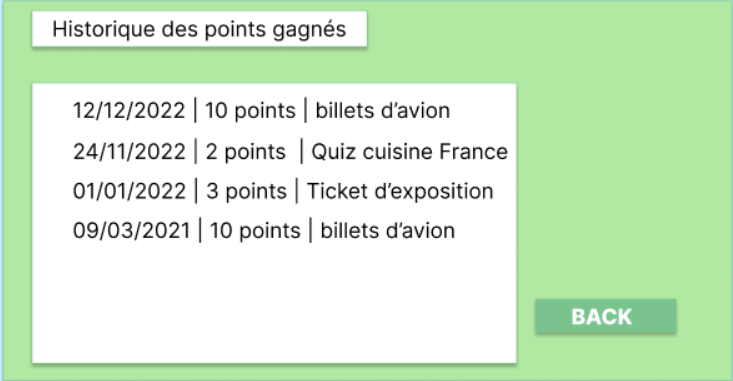 Historique des points gagnés
12/12/2022 | 10 points | billets d’avion
24/11/2022 | 2 points | Quiz cuisine France
01/01/2022 | 3 points | Ticket d’exposition
09/03/2021 | 10 points | billets d’avion
BACK